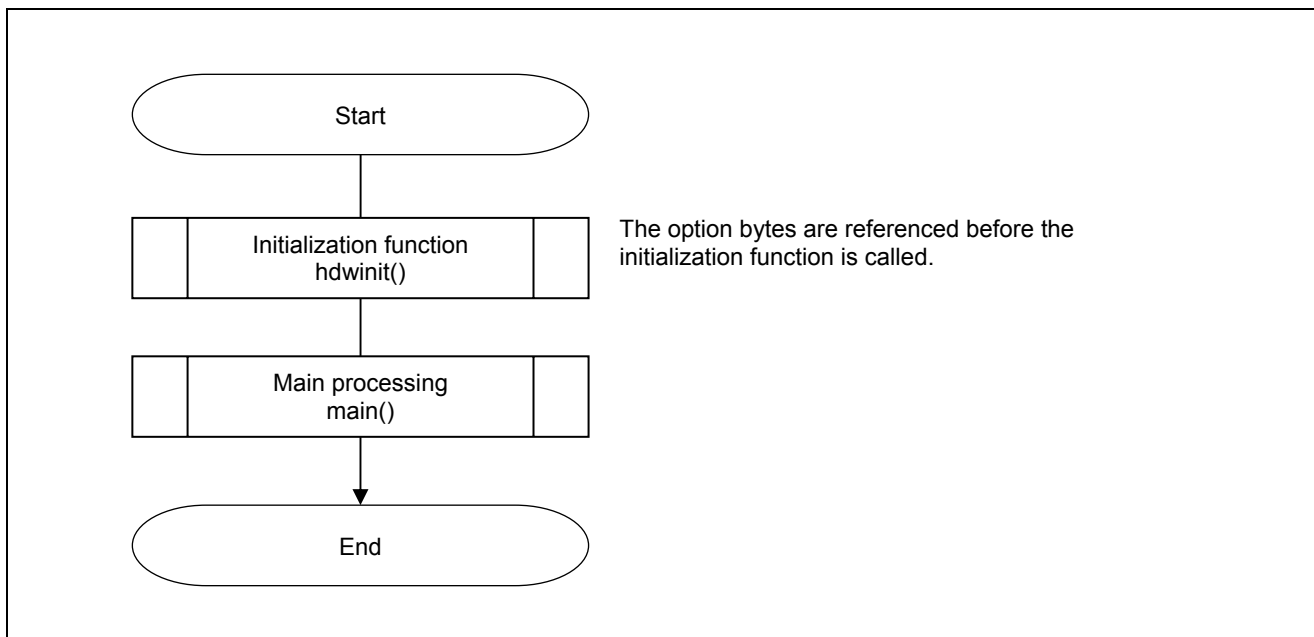 Start
Initialization function
hdwinit()
The option bytes are referenced before the
initialization function is called.
Main processing
main()
End